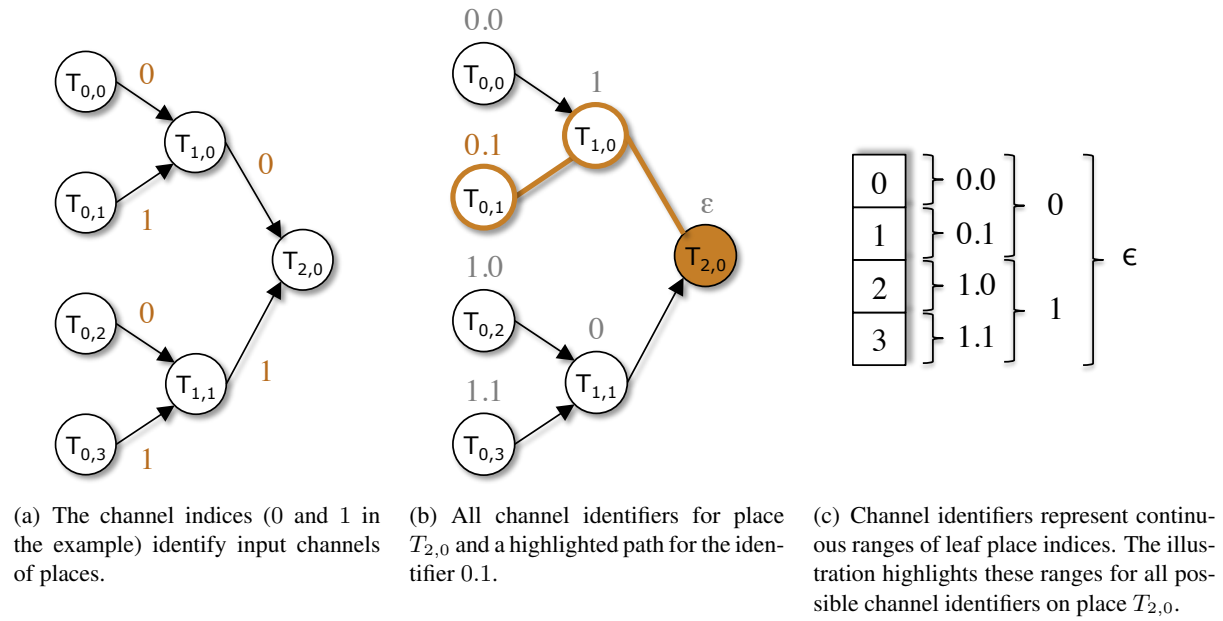 T0,0
0
T1,0
0
T0,1
1
T2,0
T0,2
0
T1,1
1
T0,3
1
0.0
T0,0
1
T1,0
0.1
T0,1
ε
T2,0
1.0
T0,2
0
T1,1
1.1
T0,3
0
1
2
3
0.0
0.1
1.0
1.1
0
1
ϵ
(a) The channel indices (0 and 1 in
the example) identify input channels
of places.
(b) All channel identifiers for place
T2,0 and a highlighted path for the iden-
tifier 0.1.
(c) Channel identifiers represent continu-
ous ranges of leaf place indices. The illus-
tration highlights these ranges for all pos-
sible channel identifiers on place T2,0.